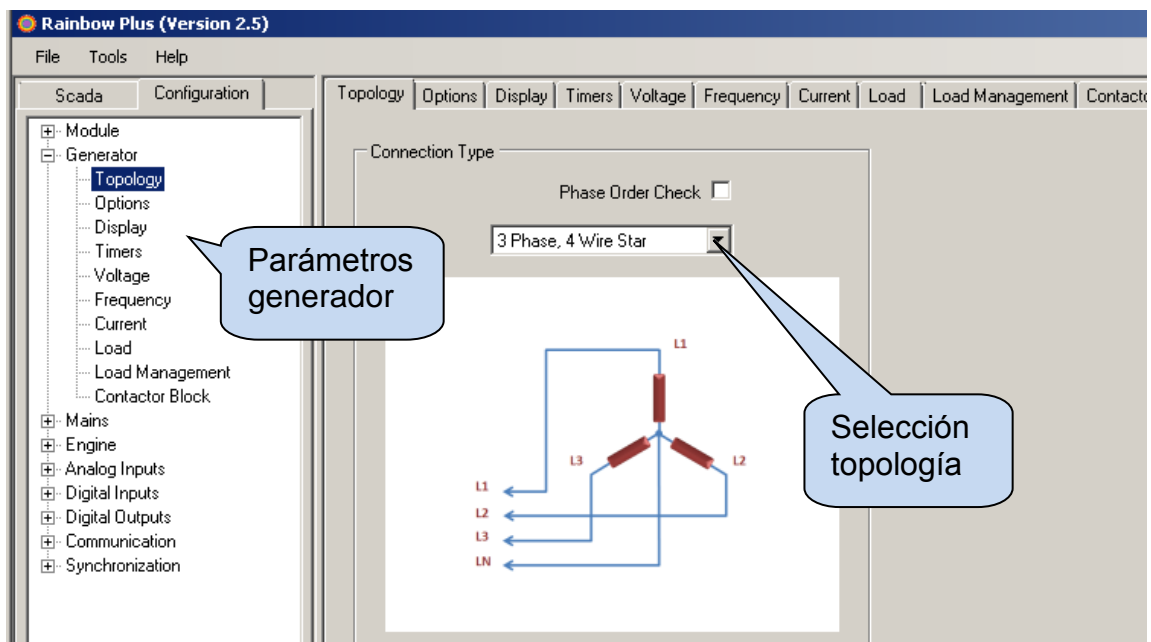 Rainbow Plus (Version 2.5)
File Tools Help
Scada Configuration
Topology Options Display Timers Voltage Frequency Current Load Load Management
Module
Generator
Topology
Options
Display
Timers
Voltage
Frequency
Current
Load
Load Management
Contactor Block
Mains
Engine
Analog Inputs
Digital Inputs
Digital Outputs
Communication
Synchronization
Parámetros
generador
Connection Type
Phase Order Check
3 Phase, 4 Wire Star
L1
L3
L2
L1
L2
L3
LN
Selección
topología